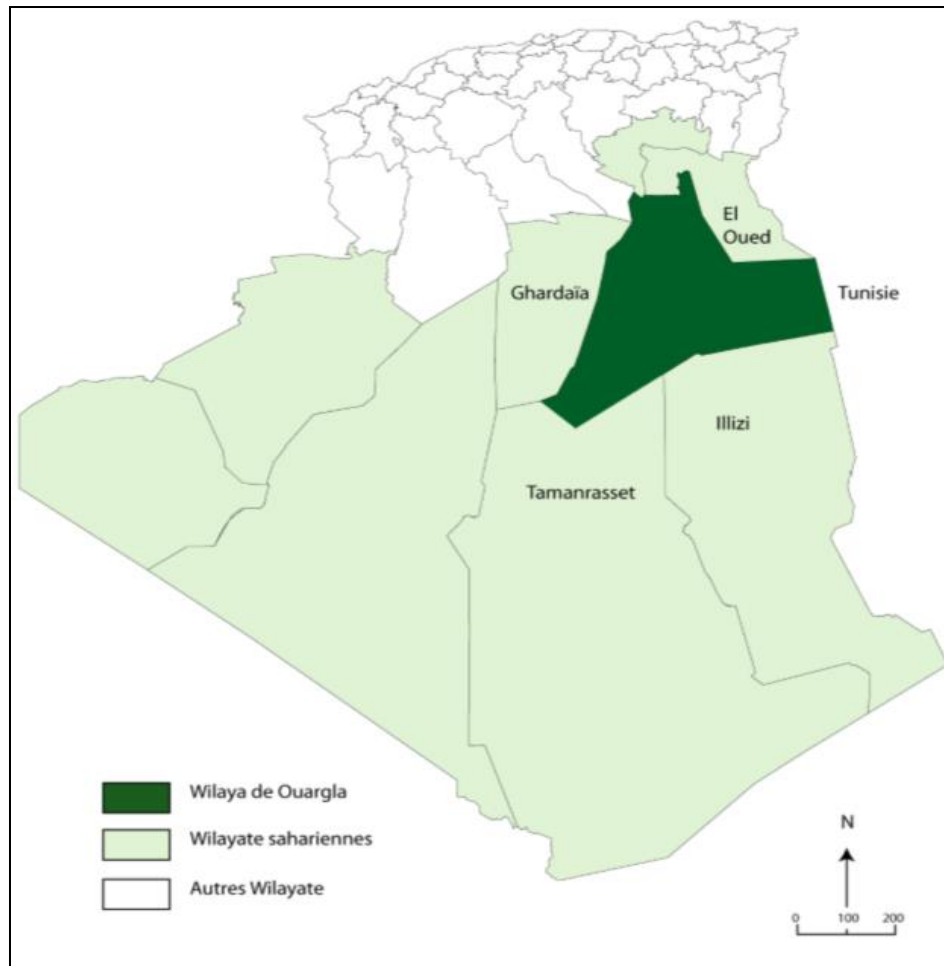 El
Oued
Ghardaïa
Tunisie
Illizi
Tamanrasset
Wilaya de Ouargla
Wilayate sahariennes
Autres Wilayate
N
0 100 200